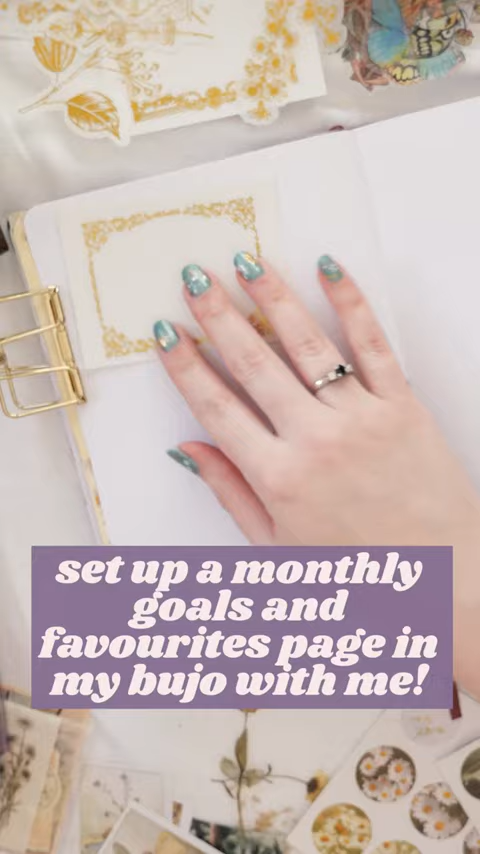 set up a monthly
goals and
favourites page in
my bujo with me!